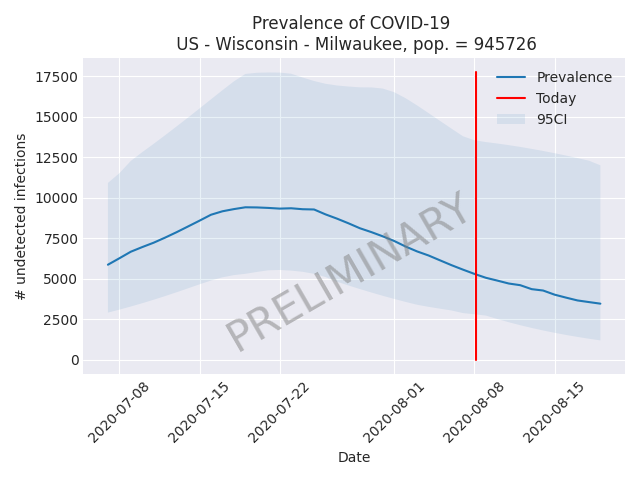 Prevalence of COVID-19
US - Wisconsin - Milwaukee, pop. = 945726
17500
15000
12500
10000
7500
5000
2500
0
# undetected infections
Prevalence
Today
95CI
PRELIMINARY
2020-07-08
2020-07-15
2020-07-22
2020-08-01
2020-08-08
2020-08-15
Date